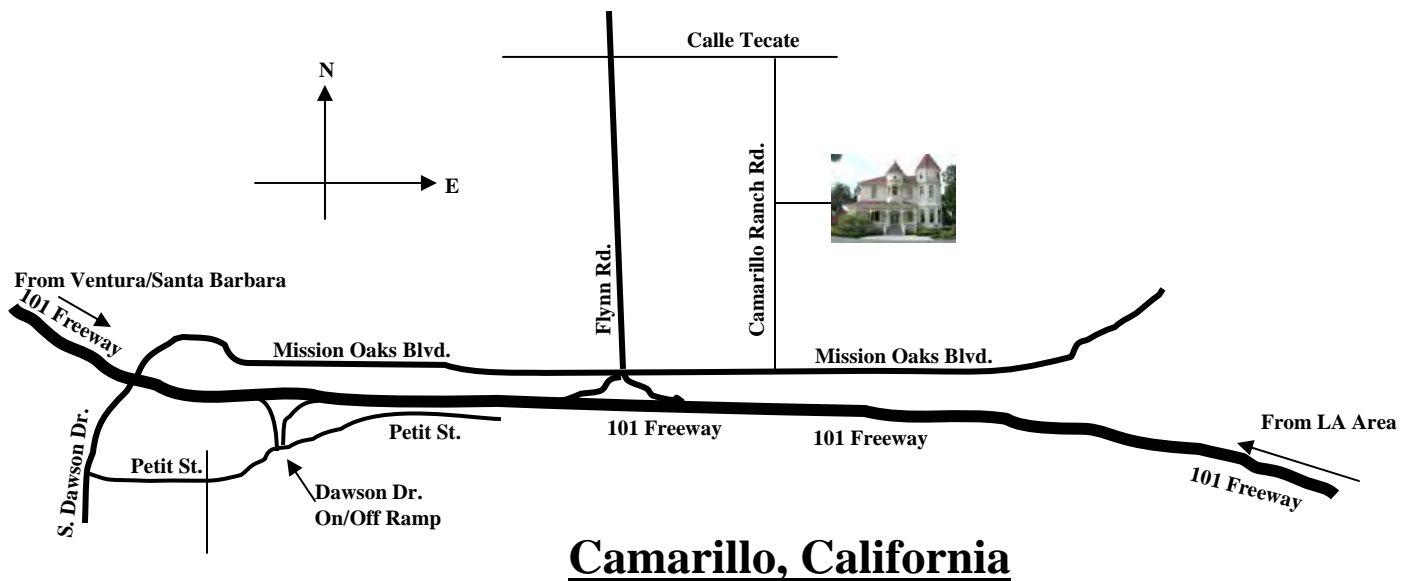 Calle Tecate
N
E
Camarillo Ranch Rd.
Flynn Rd.
From Ventura/Santa Barbara
101 Freeway
Mission Oaks Blvd.
Mission Oaks Blvd.
S. Dawson Dr.
Petit St.
Petit St.
101 Freeway
101 Freeway
From LA Area
101 Freeway
Dawson Dr.
On/Off Ramp
Camarillo, California